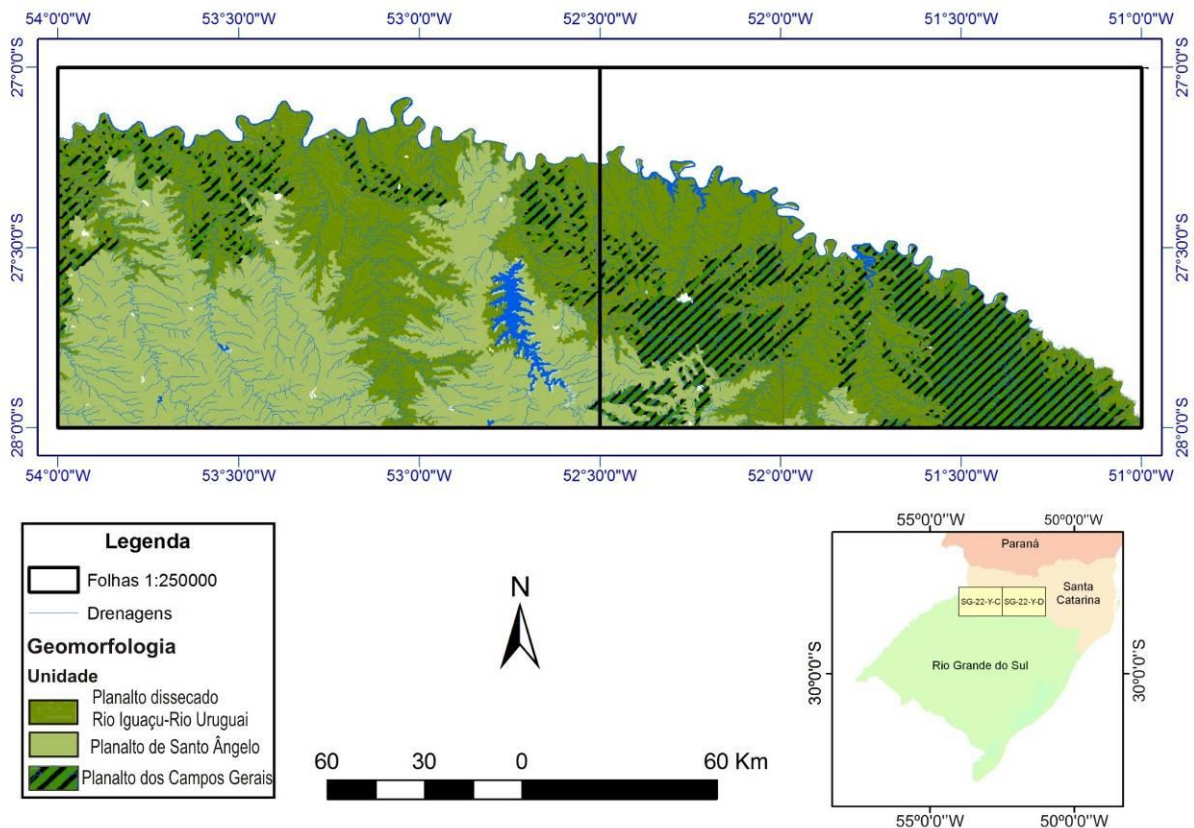 54°0'0"W 53°30'0"W 53°0'0"W 52°30'0"W 52°0'0"W 51°30'0"W 51°0'0"W
27°0'0"S 27°0'0"S
27°30'0"S 27°30'0"S
28°0'0"S 28°0'0"S
54°0'0"W 53°30'0"W 53°0'0"W 52°30'0"W 52°0'0"W 51°30'0"W 51°0'0"W
Legenda
Folhas 1:250000
Drenagens
Geomorfologia
Unidade
Planalto dissecado
Rio Iguaçu-Rio Uruguai
Planalto de Santo Ângelo
Planalto dos Campos Gerais
N
60 30 0 60 Km
55°0'0"W 50°0'0"W
Paraná
Santa
Catarina
SG-22-Y-C SG-22-Y-D
Rio Grande do Sul
30°0'0"S 30°0'0"S
55°0'0"W 50°0'0"W